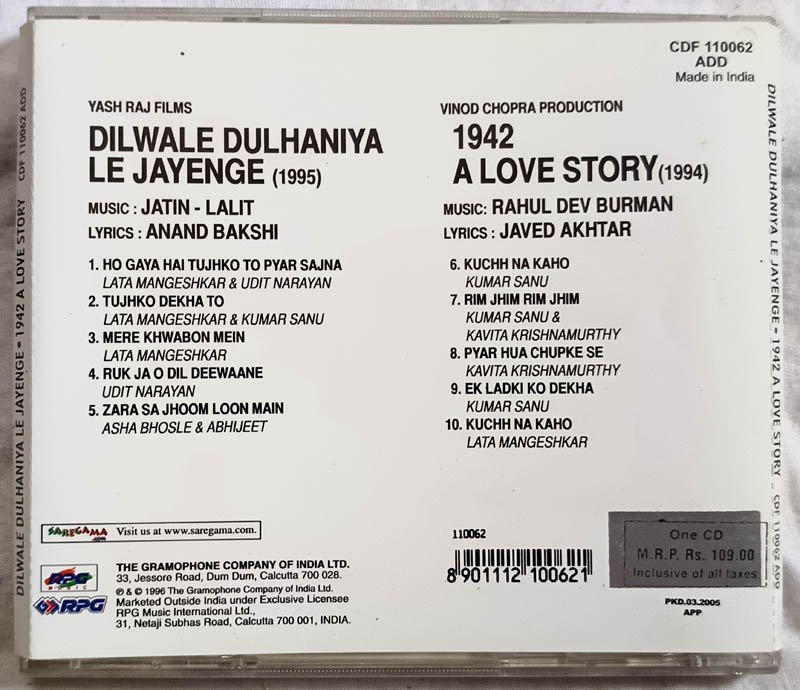 CDF 110062
ADD
Made in India
YASH RAJ FILMS
DILWALE DULHANIYA
LE JAYENGE (1995)
MUSIC : JATIN - LALIT
LYRICS : ANAND BAKSHI
1. HO GAYA HAI TUJHKO TO PYAR SAJNA
LATA MANGESHKAR & UDIT NARAYAN
2. TUJHKO DEKHA TO
LATA MANGESHKAR & KUMAR SANU
3. MERE KHWABON MEIN
LATA MANGESHKAR
4. RUK JA O DIL DEEWAANE
UDIT NARAYAN
5. ZARA SA JHOOM LOON MAIN
ASHA BHOSLE & ABHIJEET
VINOD CHOPRA PRODUCTION
1942
A LOVE STORY (1994)
MUSIC: RAHUL DEV BURMAN
LYRICS : JAVED AKHTAR
6. KUCHH NA KAHO
KUMAR SANU
7. RIM JHIM RIM JHIM
KUMAR SANU &
KAVITA KRISHNAMURTHY
8. PYAR HUA CHUPKE SE
KAVITA KRISHNAMURTHY
9. EK LADKI KO DEKHA
KUMAR SANU
10. KUCHH NA KAHO
LATA MANGESHKAR
SAREGAMA.com Visit us at www.saregama.com.
RPG MUSIC
RPG
THE GRAMOPHONE COMPANY OF INDIA LTD.
33, Jessore Road, Dum Dum, Calcutta 700 028.
℗ & © 1996 The Gramophone Company of India Ltd.
Marketed Outside India under Exclusive Licensee
RPG Music International Ltd.,
31, Netaji Subhas Road, Calcutta 700 001, INDIA.
110062
8 901112 100621
One CD
M.R.P. Rs. 109.00
Inclusive of all taxes
PKD.03.2005
APP
DILWALE DULHANIYA LE JAYENGE • 1942 A LOVE STORY CDF 110062 ADD
DILWALE DULHANIYA LE JAYENGE - 1942 A LOVE STORY - CDF 110062 ADD